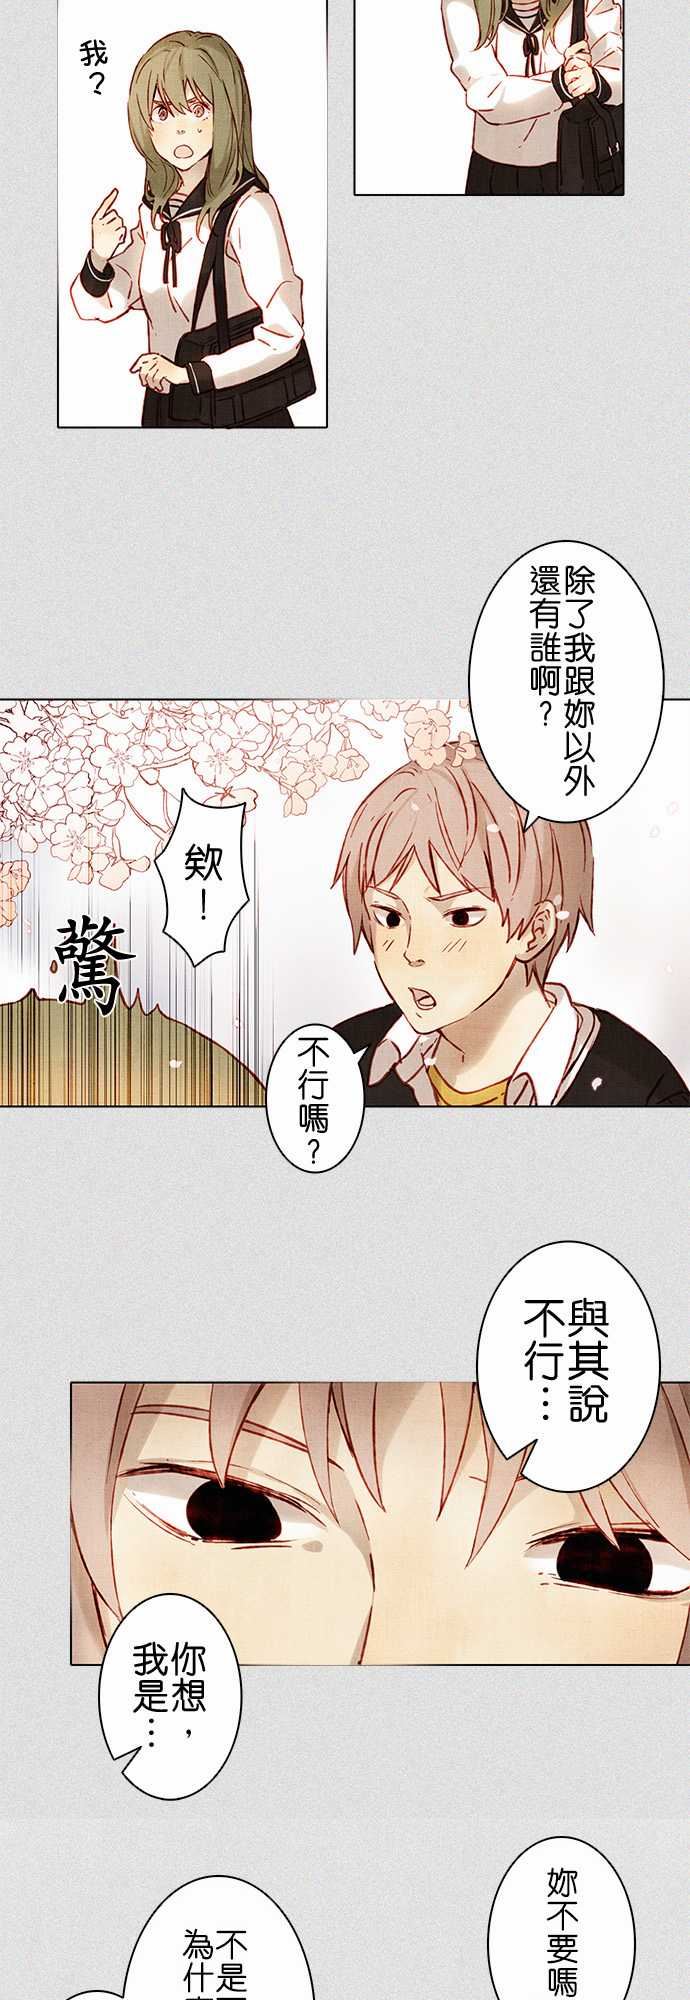 我？
除了我跟妳以外
還有誰啊？
欸！
驚
不行嗎？
與其說
不行…
你想，
我是…
妳不要嗎
不是
為什